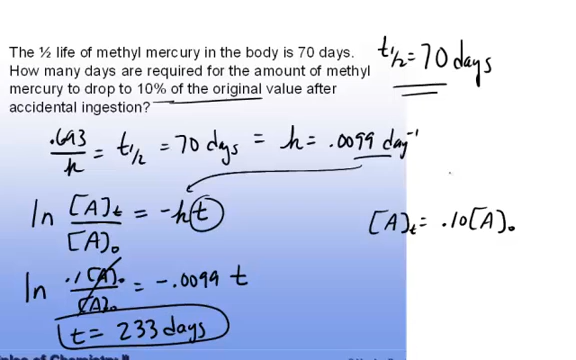 The ½ life of methyl mercury in the body is 70 days.
How many days are required for the amount of methyl
mercury to drop to 10% of the original value after
accidental ingestion?
t½ = 70 days
.693/k = t½ = 70 days = k = .0099 day⁻¹
ln [A]t/[A]₀ = -kt
[A]t = .10[A]₀
ln .1[A]₀/[A]₀ = -.0099 t
t = 233 days
of Chemistry II